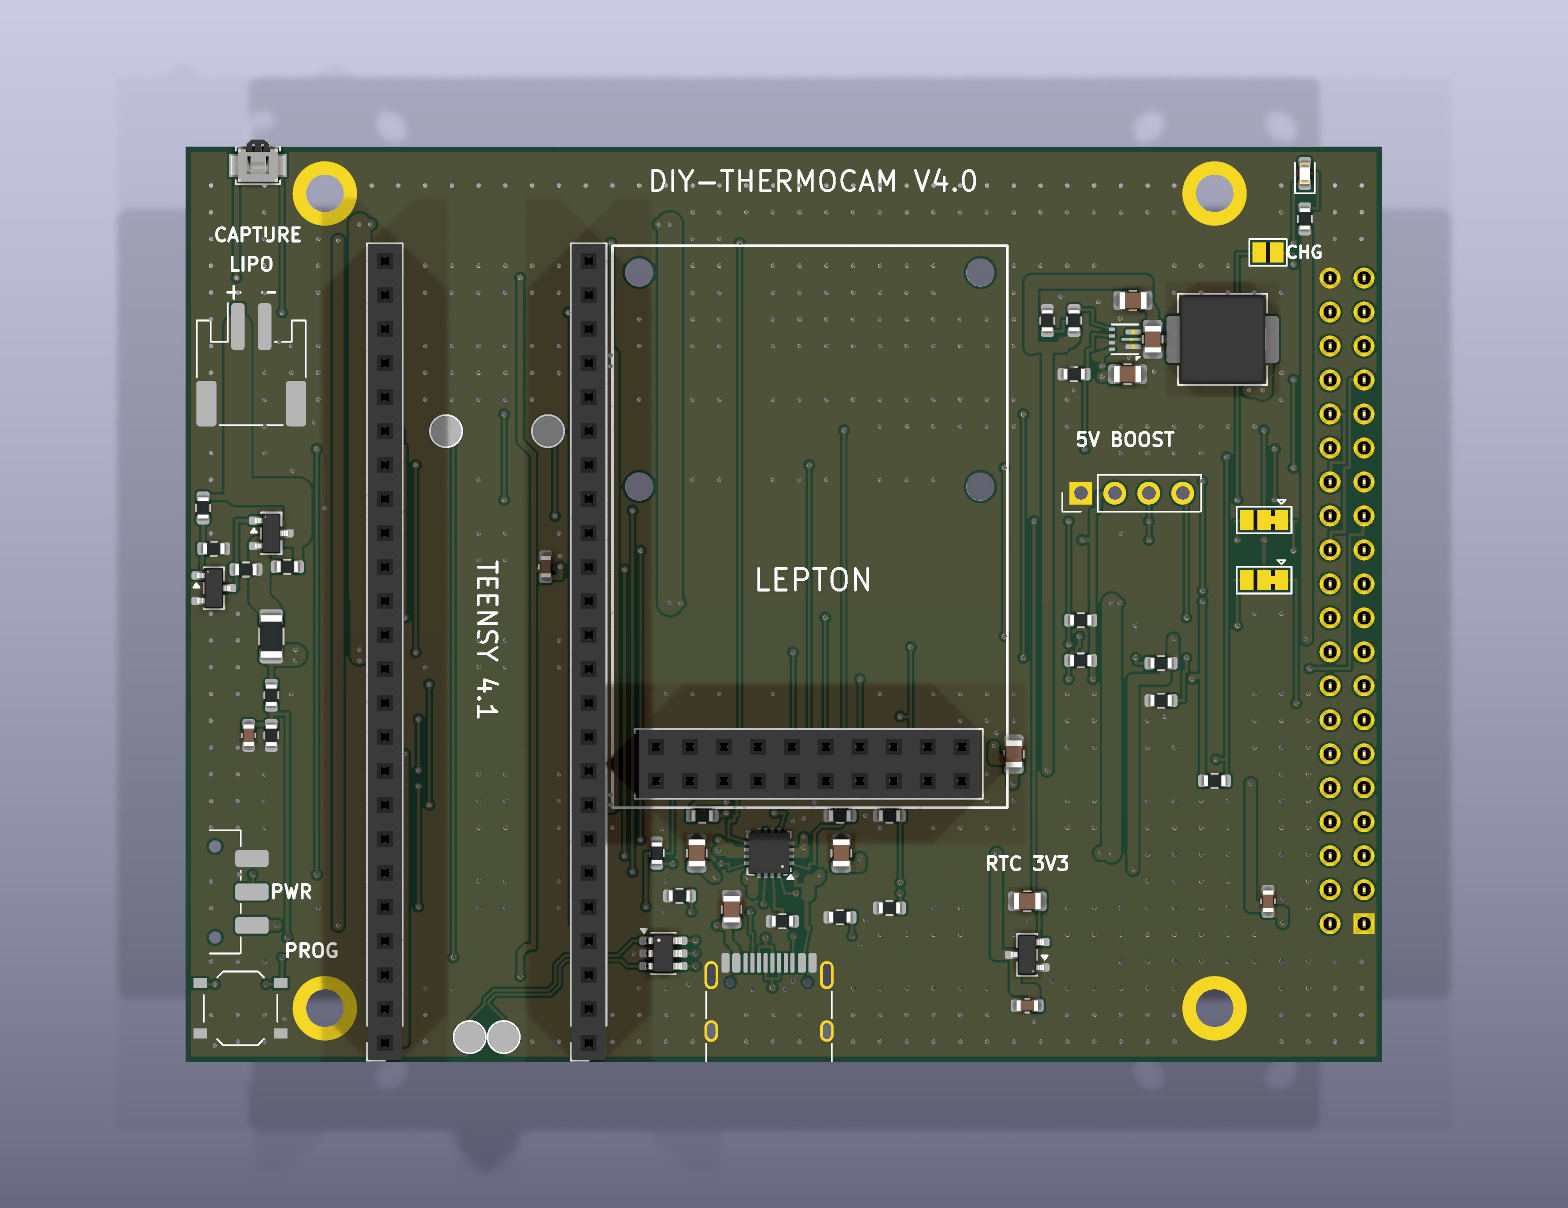 DIY-THERMOCAM V4.0
CAPTURE
LIPO
+ -
CHG
5V BOOST
TEENSY 4.1
LEPTON
RTC 3V3
PWR
PROG